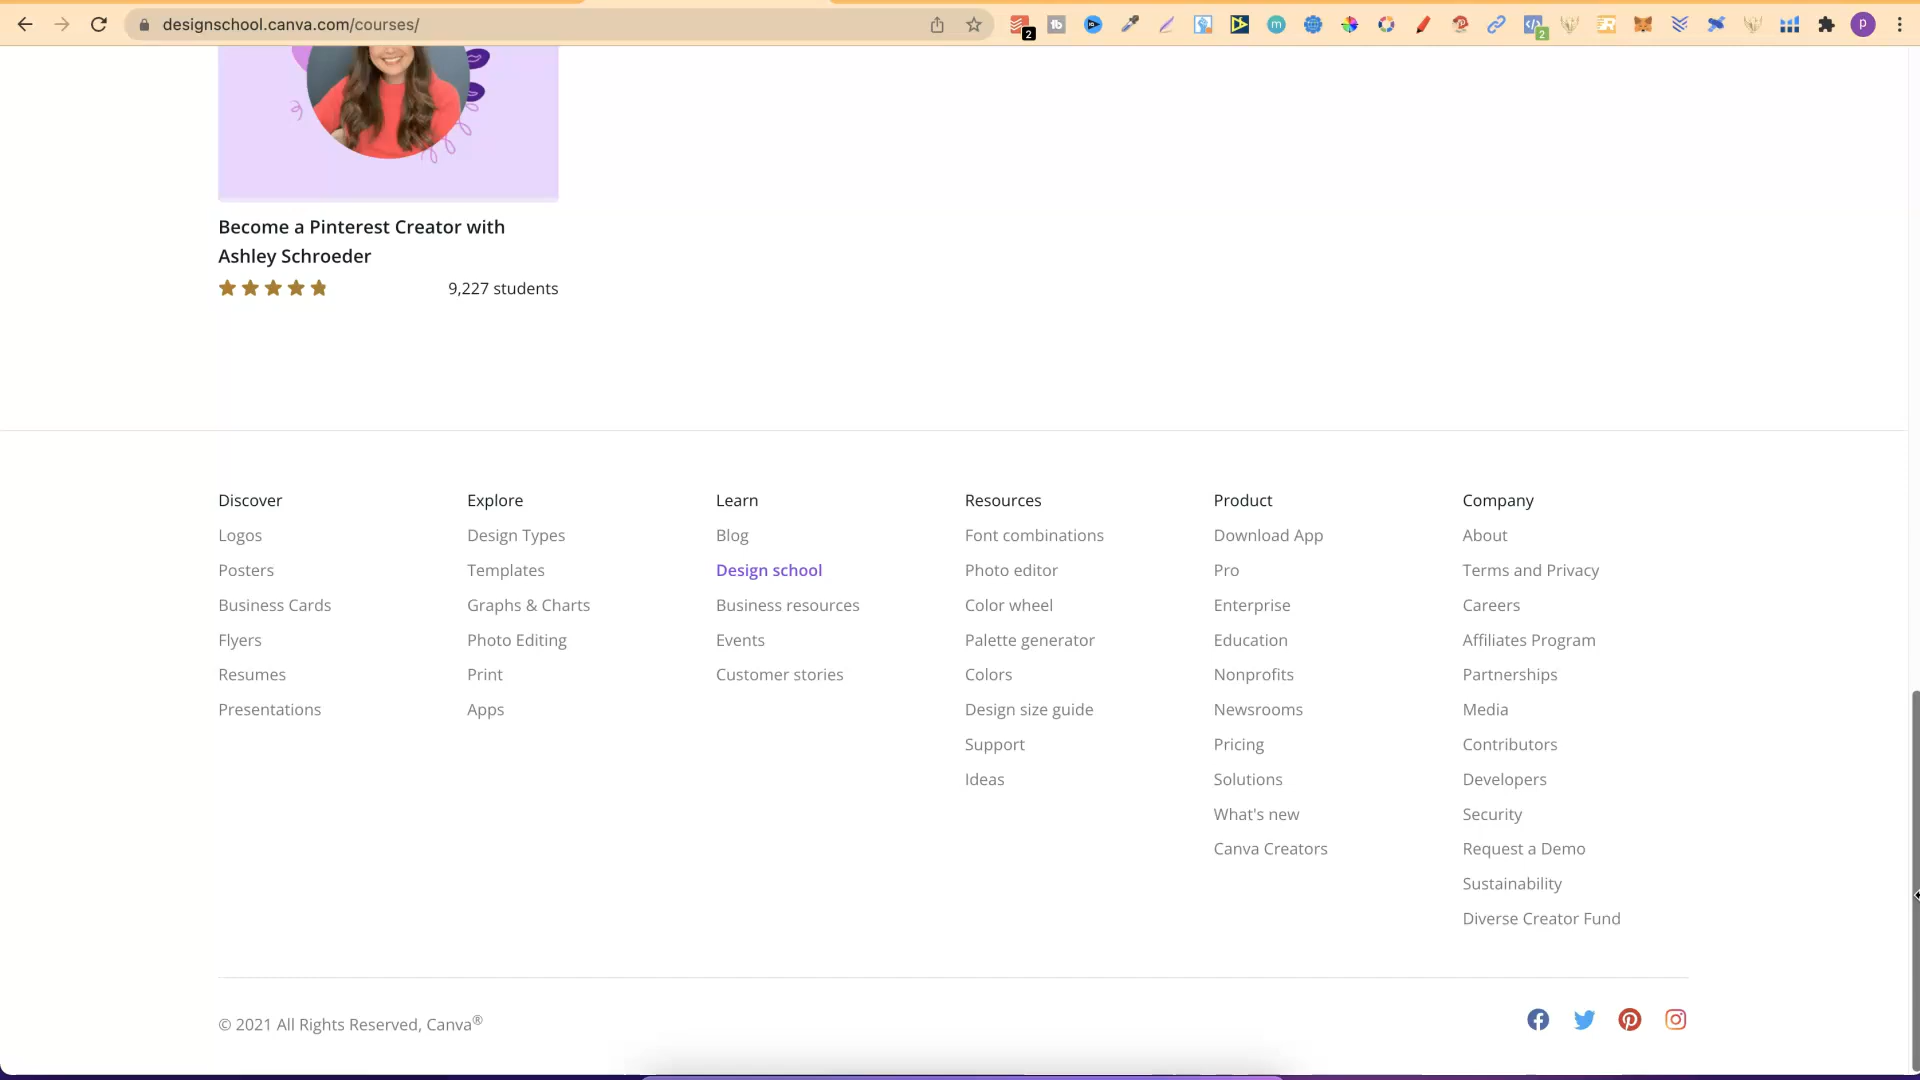 designschool.canva.com/courses/
2
2
P
Become a Pinterest Creator with
Ashley Schroeder
9,227 students
Discover
Logos
Posters
Business Cards
Flyers
Resumes
Presentations
Explore
Design Types
Templates
Graphs & Charts
Photo Editing
Print
Apps
Learn
Blog
Design school
Business resources
Events
Customer stories
Resources
Font combinations
Photo editor
Color wheel
Palette generator
Colors
Design size guide
Support
Ideas
Product
Download App
Pro
Enterprise
Education
Nonprofits
Newsrooms
Pricing
Solutions
What's new
Canva Creators
Company
About
Terms and Privacy
Careers
Affiliates Program
Partnerships
Media
Contributors
Developers
Security
Request a Demo
Sustainability
Diverse Creator Fund
© 2021 All Rights Reserved, Canva®